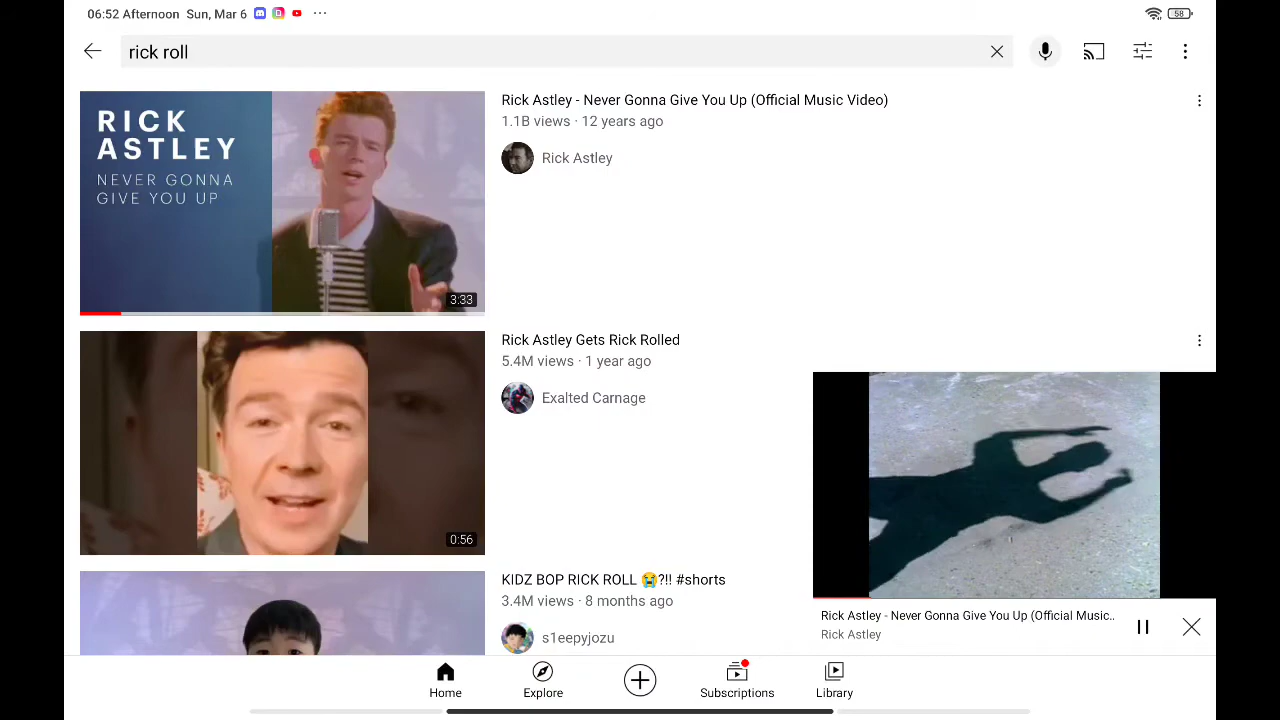 06:52 Afternoon Sun, Mar 6 ...
58
rick roll
RICK
ASTLEY
NEVER GONNA
GIVE YOU UP
3:33
Rick Astley - Never Gonna Give You Up (Official Music Video)
1.1B views · 12 years ago
Rick Astley
0:56
Rick Astley Gets Rick Rolled
5.4M views · 1 year ago
Exalted Carnage
KIDZ BOP RICK ROLL 😭?!! #shorts
3.4M views · 8 months ago
s1eepyjozu
Rick Astley - Never Gonna Give You Up (Official Music..
Rick Astley
Home
Explore
Subscriptions
Library